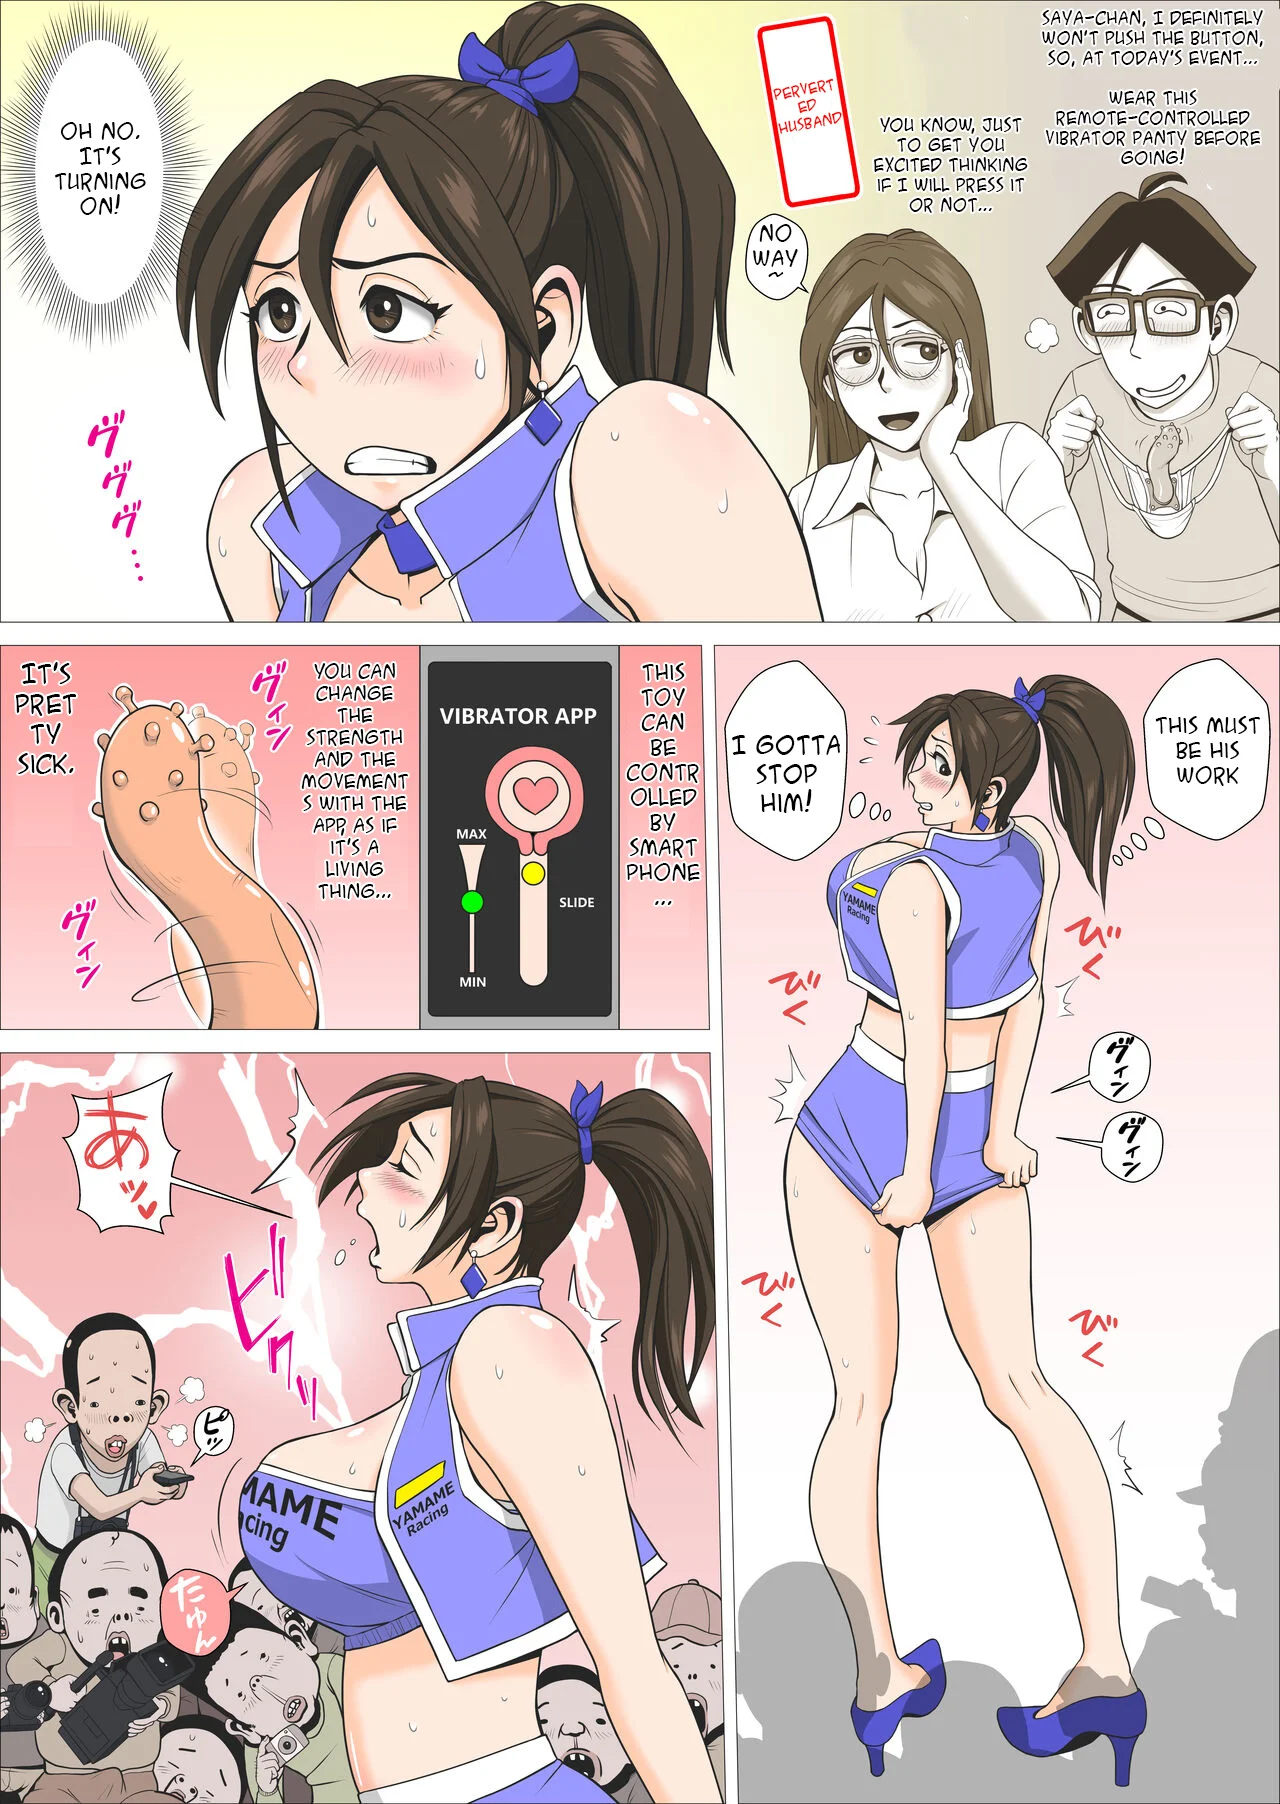 SAYA-CHAN, I DEFINITELY
WON'T PUSH THE BUTTON,
SO, AT TODAY'S EVENT...
WEAR THIS
REMOTE-CONTROLLED
VIBRATOR PANTY BEFORE
GOING!
PERVERT
ED
HUSBAND
YOU KNOW, JUST
TO GET YOU
EXCITED THINKING
IF I WILL PRESS IT
OR NOT...
NO
WAY
~
OH NO.
IT'S
TURNING
ON!
ヴヴヴ...
THIS MUST
BE HIS
WORK
I GOTTA
STOP
HIM!
YAMAME
Racing
びく
びく
ヴィン
ヴィン
びく
びく
THIS
TOY
CAN
BE
CONTR
OLLED
BY
SMART
PHONE
...
VIBRATOR APP
MAX
SLIDE
MIN
YOU CAN
CHANGE
THE
STRENGTH
AND THE
MOVEMENT
S WITH THE
APP, AS IF
IT'S A
LIVING
THING...
ヴィン
ヴィン
IT'S
PRET
TY
SICK.
あッ♥
ビクッ
ピッ
たゆん
MAME
acing
YAMAME
Racing